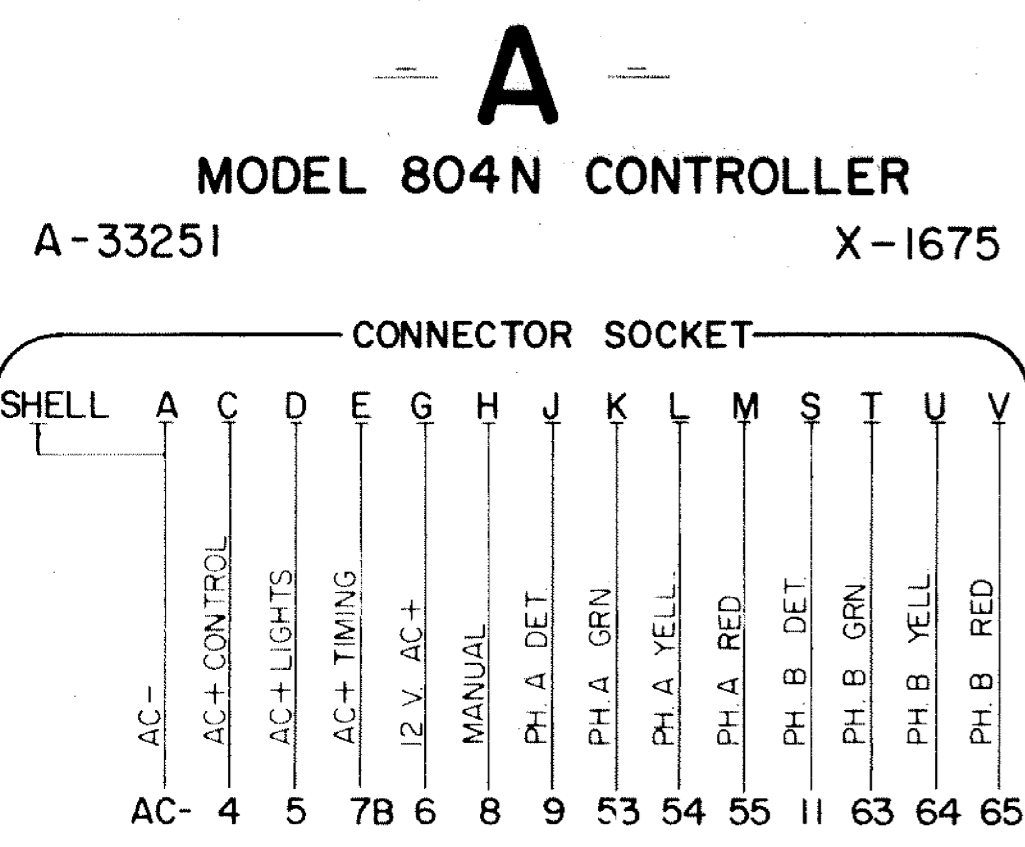 A
MODEL 804N CONTROLLER
A-33251 X-1675
CONNECTOR SOCKET
SHELL A C D E G H J K L M S T U V
AC-
AC+ CONTROL
AC+ LIGHTS
AC+ TIMING
12 V. AC+
MANUAL
PH. A DET.
PH. A GRN.
PH. A YELL.
PH. A RED
PH. B DET.
PH. B GRN.
PH. B YELL.
PH. B RED
AC- 4 5 7B 6 8 9 53 54 55 11 63 64 65